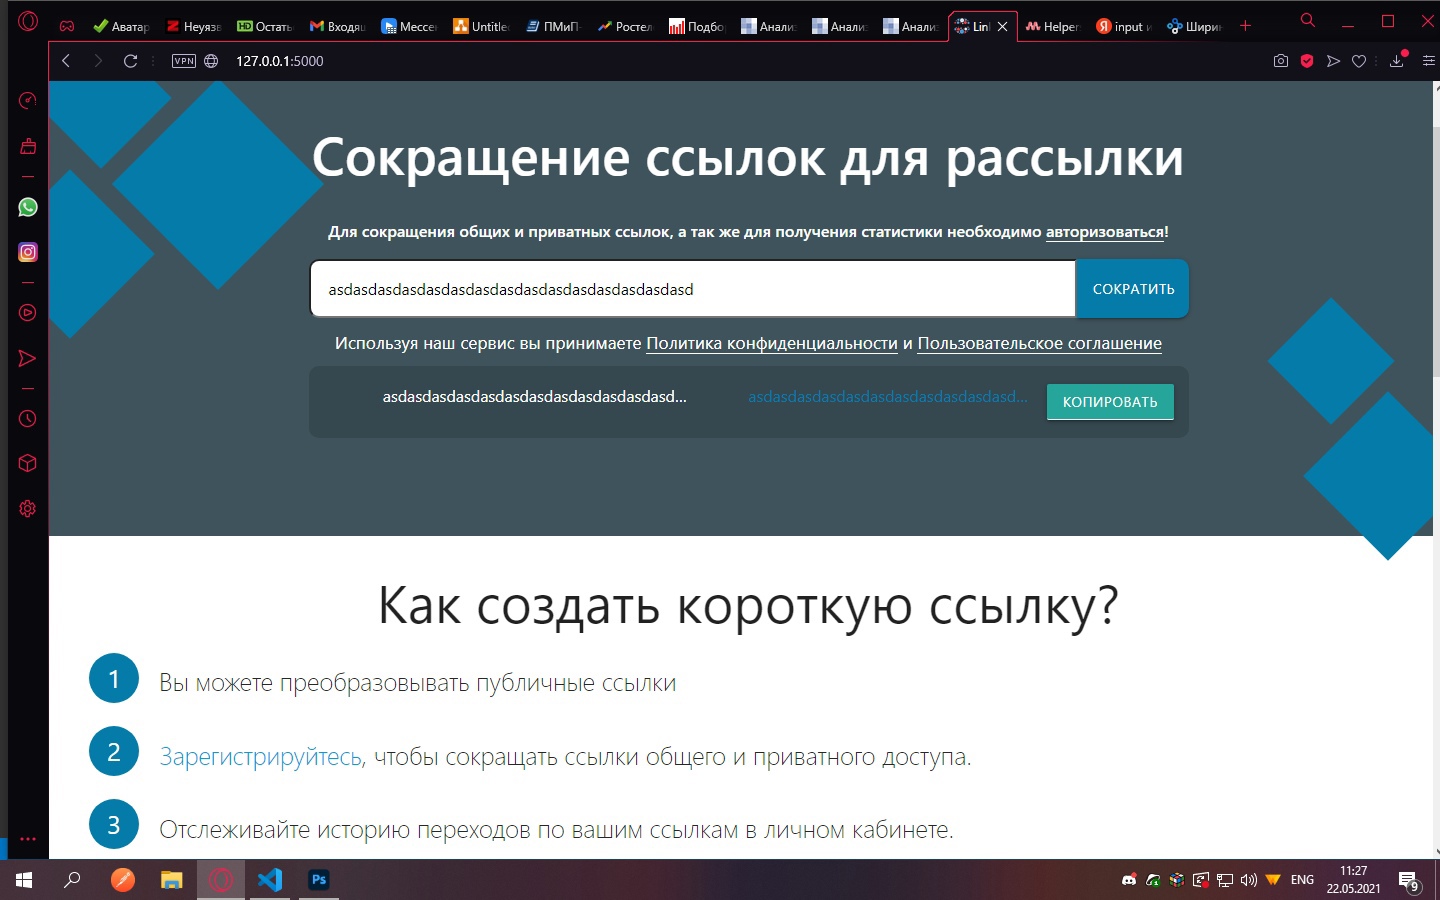 Аватар
Неуязв
HD Остать
Входящ
Мессен
Untitle
ПМиП-
Ростел
Подбо
Анали
Анали
Анали
Lin
Helper
input и
Шири
VPN 127.0.0.1:5000
Сокращение ссылок для рассылки
Для сокращения общих и приватных ссылок, а так же для получения статистики необходимо авторизоваться!
asdasdasdasdasdasdasdasdasdasdasdasdasdasdasd
СОКРАТИТЬ
Используя наш сервис вы принимаете Политика конфиденциальности и Пользовательское соглашение
asdasdasdasdasdasdasdasdasdasdasdasd...
asdasdasdasdasdasdasdasdasdasdasd...
КОПИРОВАТЬ
Как создать короткую ссылку?
1 Вы можете преобразовывать публичные ссылки
2 Зарегистрируйтесь, чтобы сокращать ссылки общего и приватного доступа.
3 Отслеживайте историю переходов по вашим ссылкам в личном кабинете.
Ps
ENG
11:27
22.05.2021
9